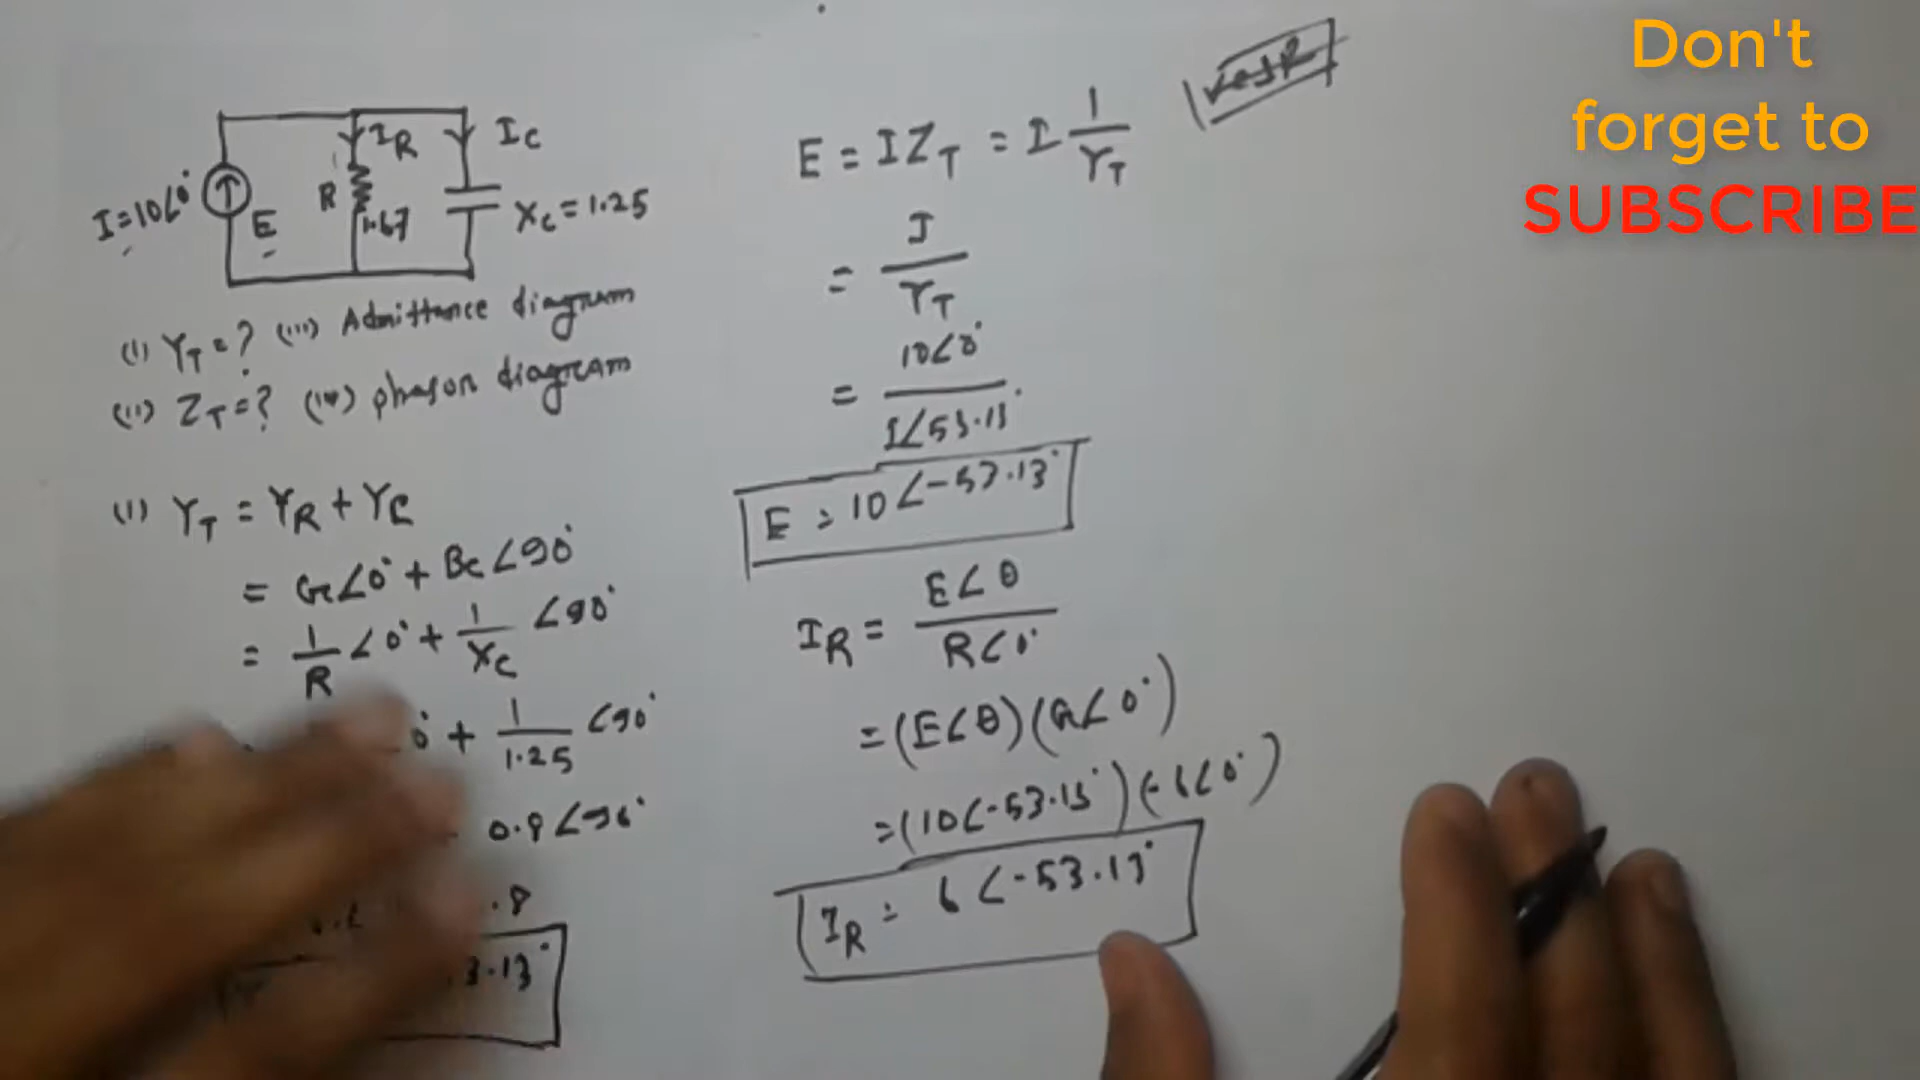 I=10∠0°
E
R
1.67
I_R
I_C
X_C = 1.25
(i) Y_T = ? (iii) Admittance diagram
(ii) Z_T = ? (iv) phasor diagram
(i) Y_T = Y_R + Y_C
= G∠0° + B_C ∠90°
= 1/R ∠0° + 1/X_C ∠90°
0° + 1/1.25 ∠90°
0.8∠90°
.8
3.13°
E = I Z_T = I 1/Y_T
= I/Y_T
= 10∠0°/1∠53.13°
E = 10∠-53.13°
I_R = E∠θ/R∠0°
= (E∠θ)(G∠0°)
= (10∠-53.13°)(.6∠0°)
I_R = 6∠-53.13°
Don't
forget to
SUBSCRIBE